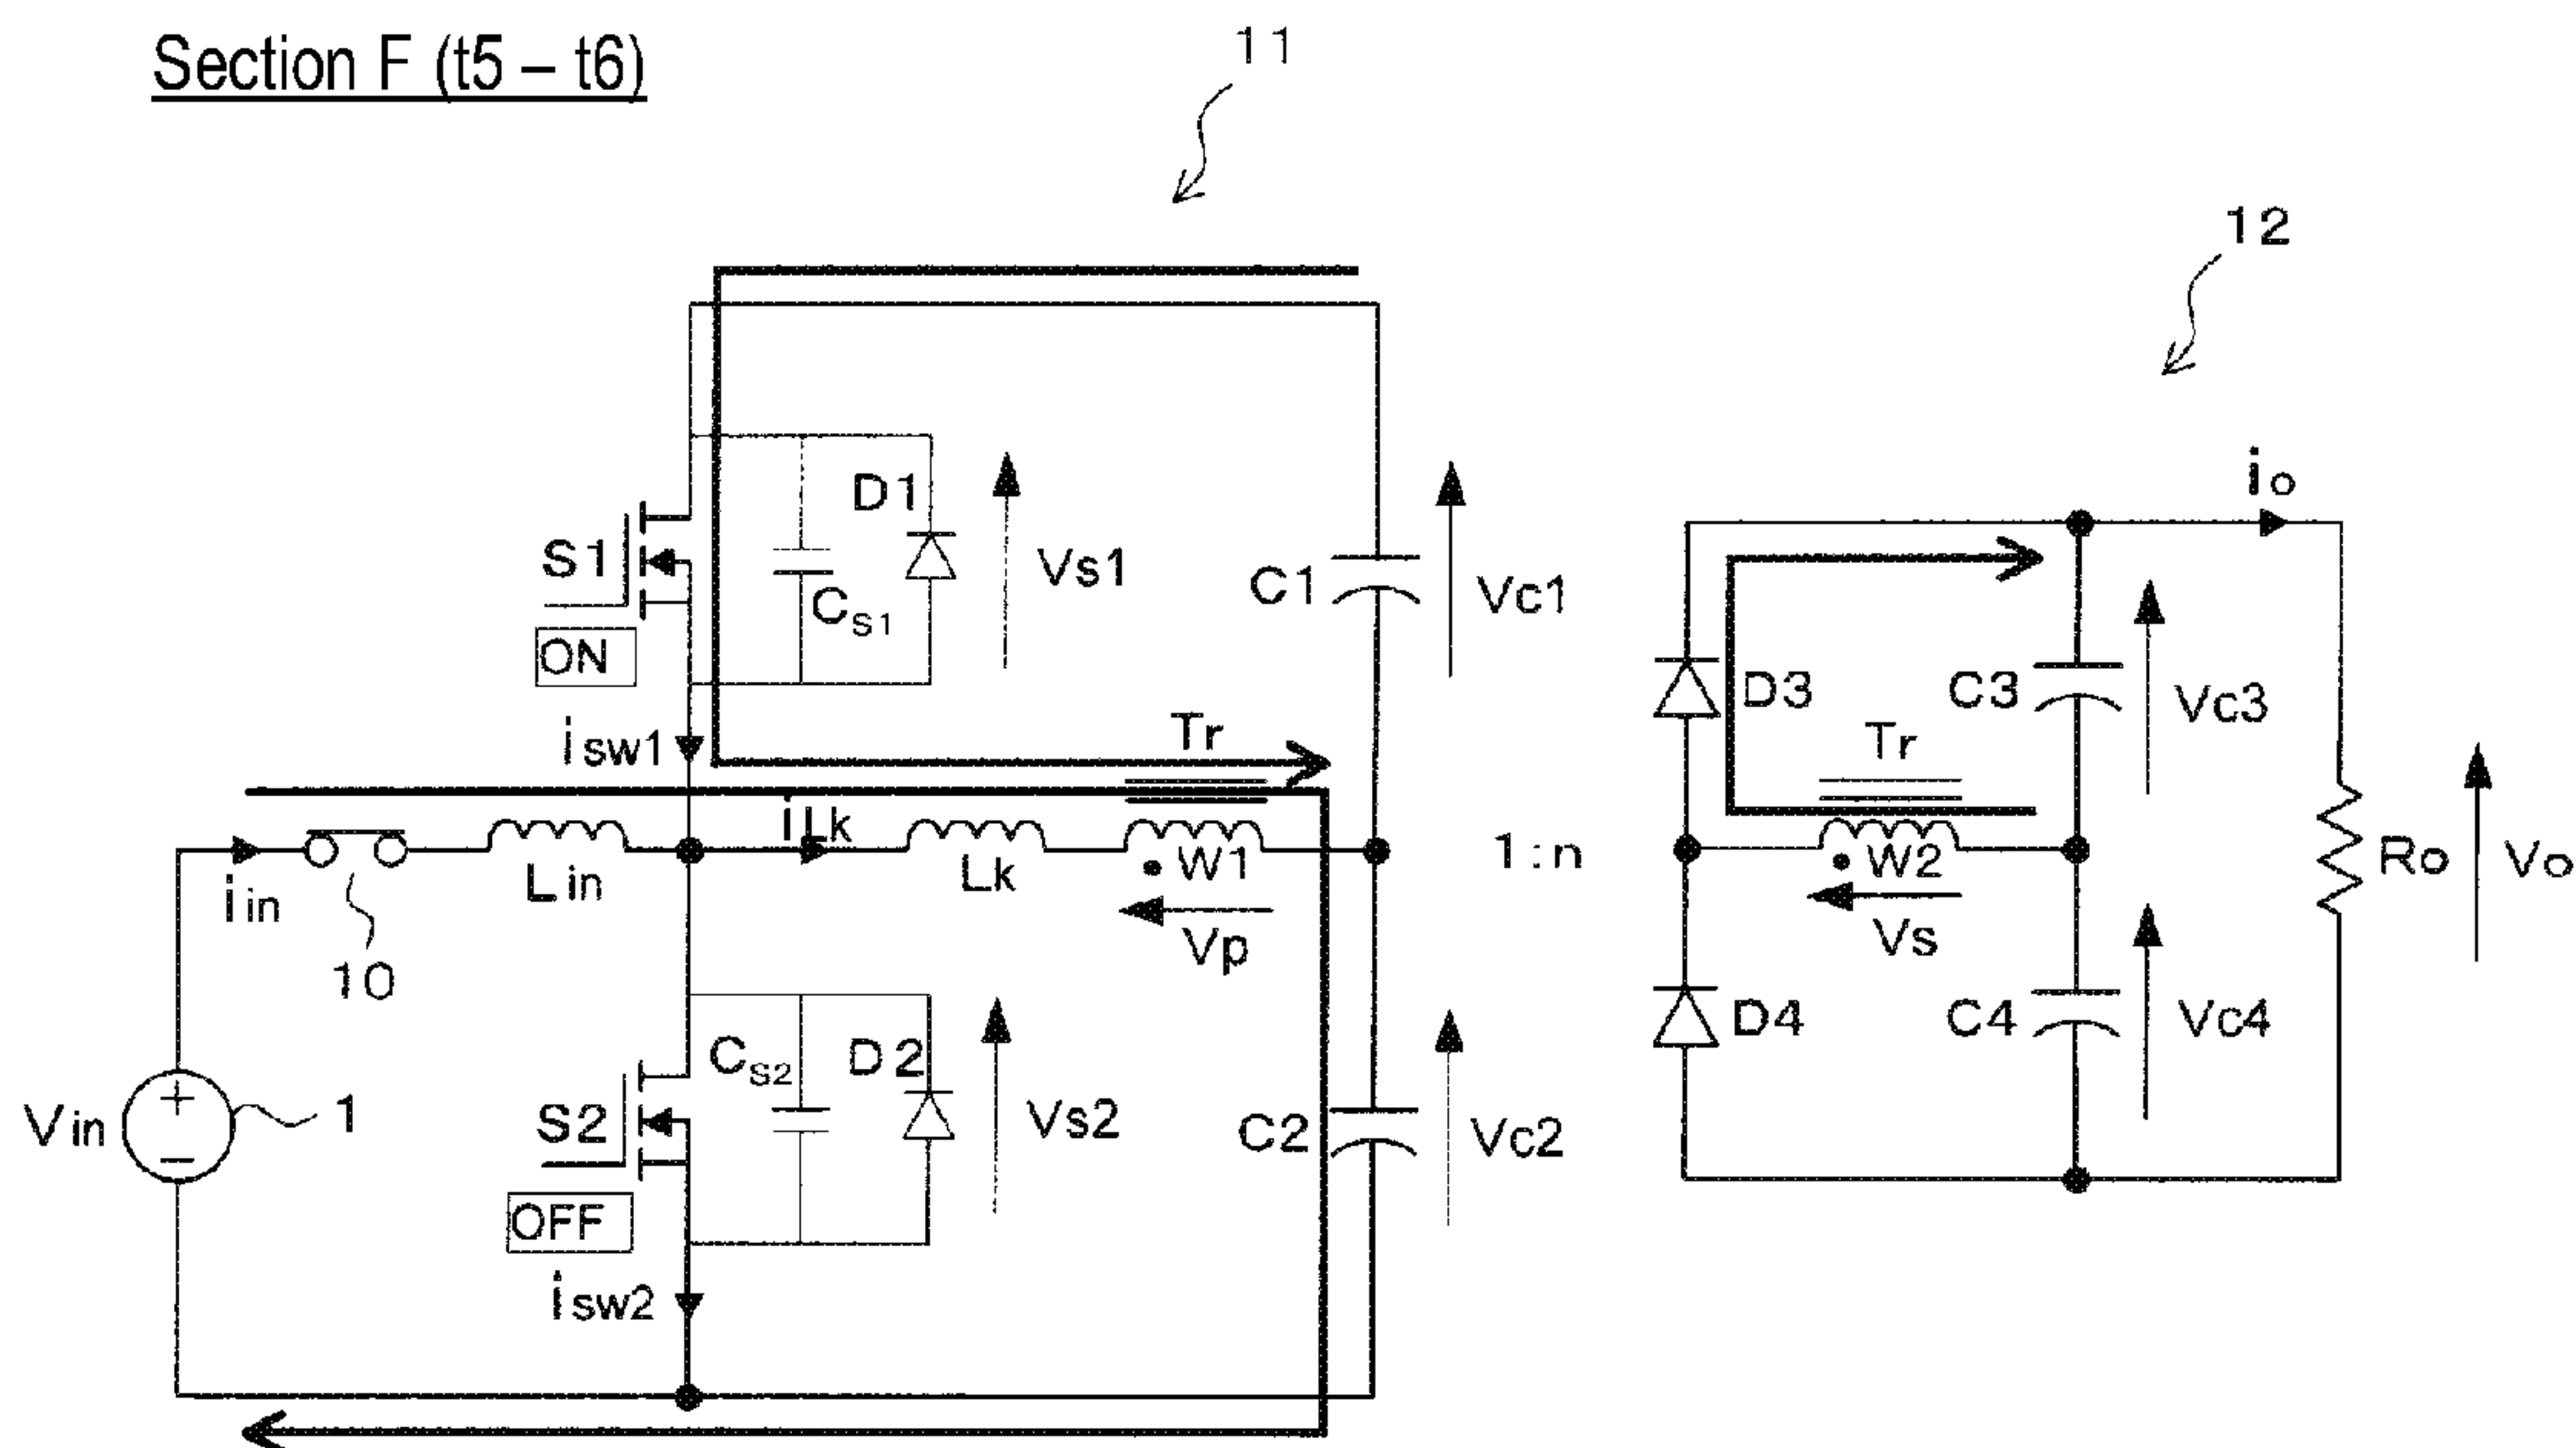 Section F (t5 – t6)
11
12
io
D1
S1
Cs1
Vs1
C1
Vc1
ON
D3
C3
Vc3
isw1
Tr
Tr
iLk
iin
Lin
Lk
W1
1:n
W2
Ro
Vo
10
Vp
Vs
Vin
1
S2
Cs2
D2
Vs2
C2
Vc2
D4
C4
Vc4
OFF
isw2